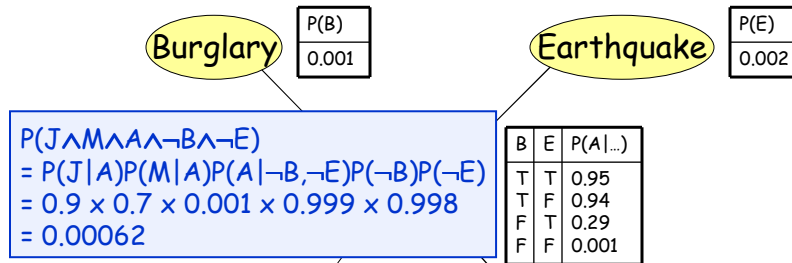 Burglary
P(B)
0.001
Earthquake
P(E)
0.002
P(J∧M∧A∧¬B∧¬E)
= P(J|A)P(M|A)P(A|¬B,¬E)P(¬B)P(¬E)
= 0.9 x 0.7 x 0.001 x 0.999 x 0.998
= 0.00062
B E P(A|…)
T T 0.95
T F 0.94
F T 0.29
F F 0.001